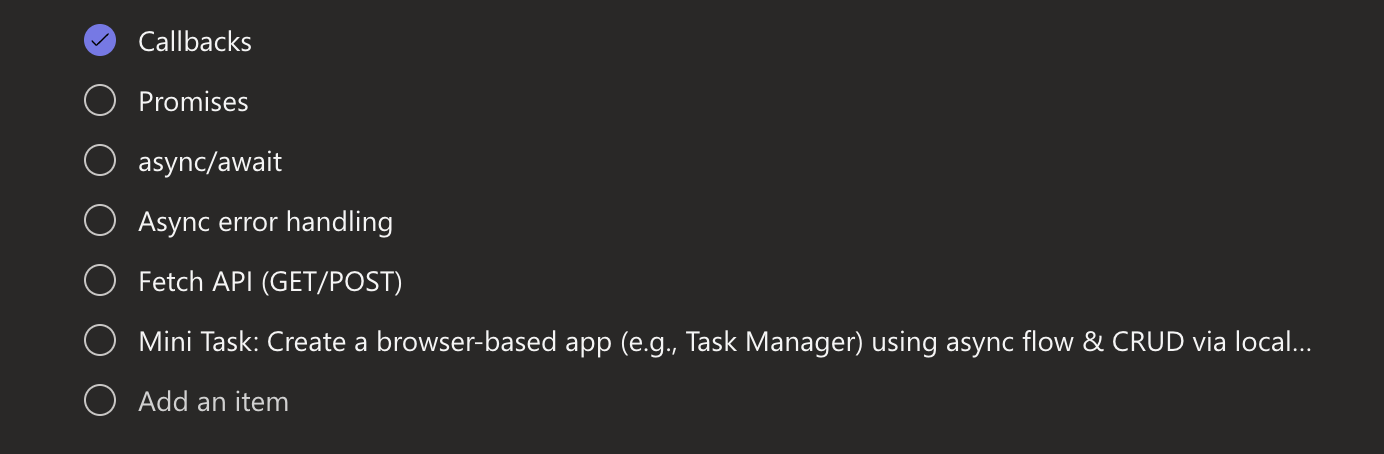 Callbacks
Promises
async/await
Async error handling
Fetch API (GET/POST)
Mini Task: Create a browser-based app (e.g., Task Manager) using async flow & CRUD via local...
Add an item